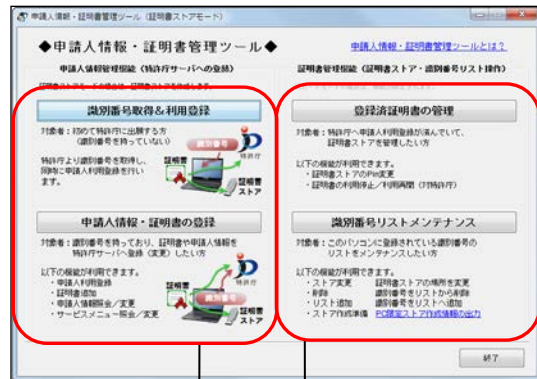 申請人情報・証明書管理ツール（証明書ストアモード）
◆申請人情報・証明書管理ツール◆
申請人情報・証明書管理ツールとは？
申請人情報管理機能（特許庁サーバへの登録）
証明書管理機能（証明書ストア・識別番号リスト操作）
識別番号取得＆利用登録
対象者：初めて特許庁に出願する方
（識別番号を持っていない）
特許庁より識別番号を取得し、
同時に申請人利用登録を行い
ます。
識別番号
特許庁
証明書
証明書
ストア
申請人情報・証明書の登録
対象者：識別番号を持っており、証明書や申請人情報を
特許庁サーバへ登録（変更）したい方
以下の機能が利用できます。
・申請人利用登録
・証明書追加
・申請人情報照会／変更
・サービスメニュー照会／変更
特許庁
証明書
識別番号
証明書
ストア
登録済証明書の管理
対象者：特許庁へ申請人利用登録が済んでいて、
証明書ストアを管理したい方
以下の機能が利用できます。
・証明書ストアのPin変更
・証明書の利用停止／利用再開（対特許庁）
識別番号リストメンテナンス
対象者：このパソコンに登録されている識別番号の
リストをメンテナンスしたい方
以下の機能が利用できます。
・ストア変更　証明書ストアの場所を変更
・削除　識別番号をリストから削除
・リスト追加　識別番号をリストへ追加
・ストア作成準備　PC限定ストア作成情報の出力
終了